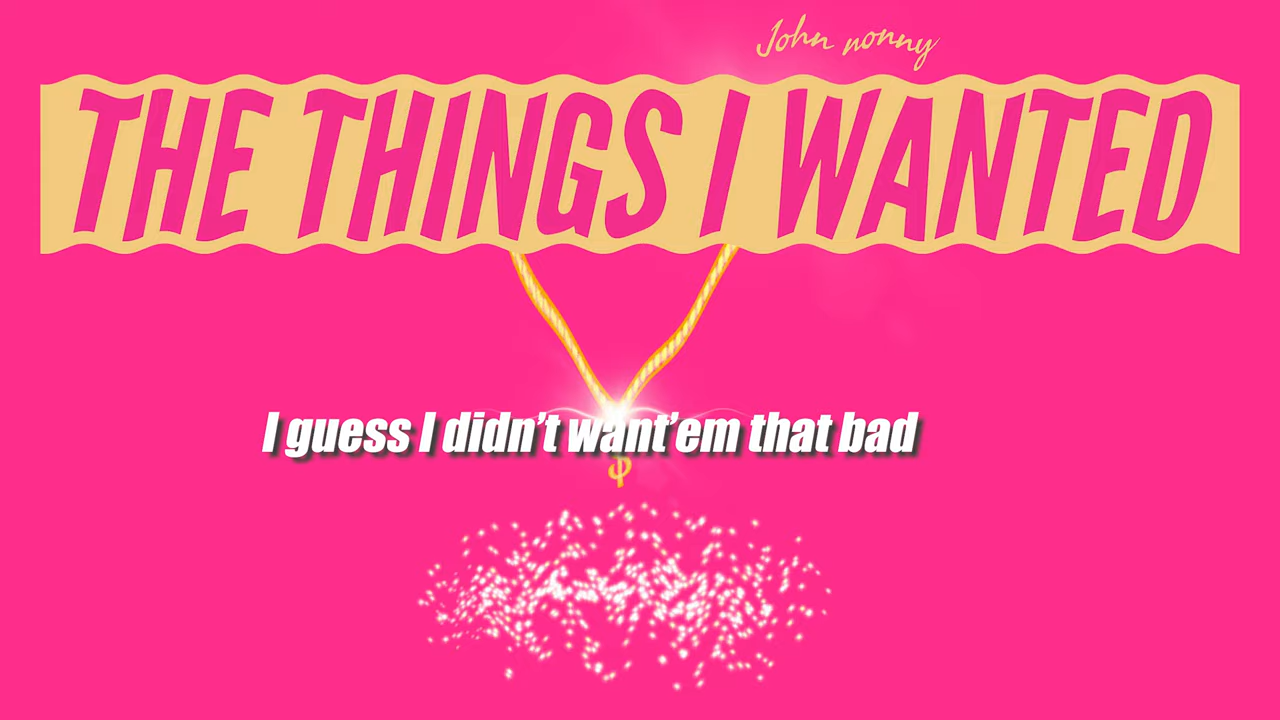 John nonny
THE THINGS I WANTED
I guess I didn't want'em that bad
φ